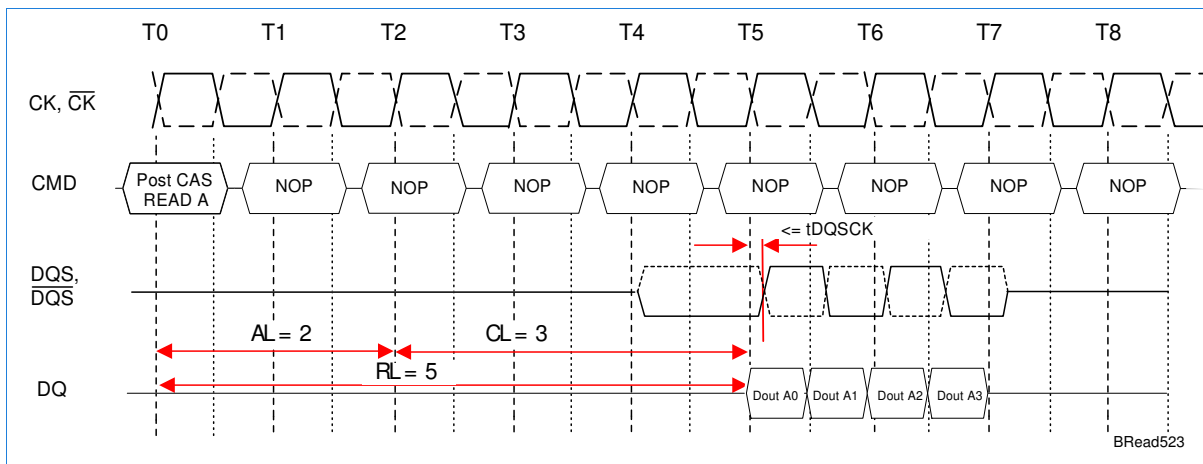 T0 T1 T2 T3 T4 T5 T6 T7 T8
CK, CK
CMD
Post CAS
READ A
NOP NOP NOP NOP NOP NOP NOP NOP
<= tDQSCK
DQS,
DQS
AL = 2
CL = 3
RL = 5
DQ
Dout A0 Dout A1 Dout A2 Dout A3
BRead523